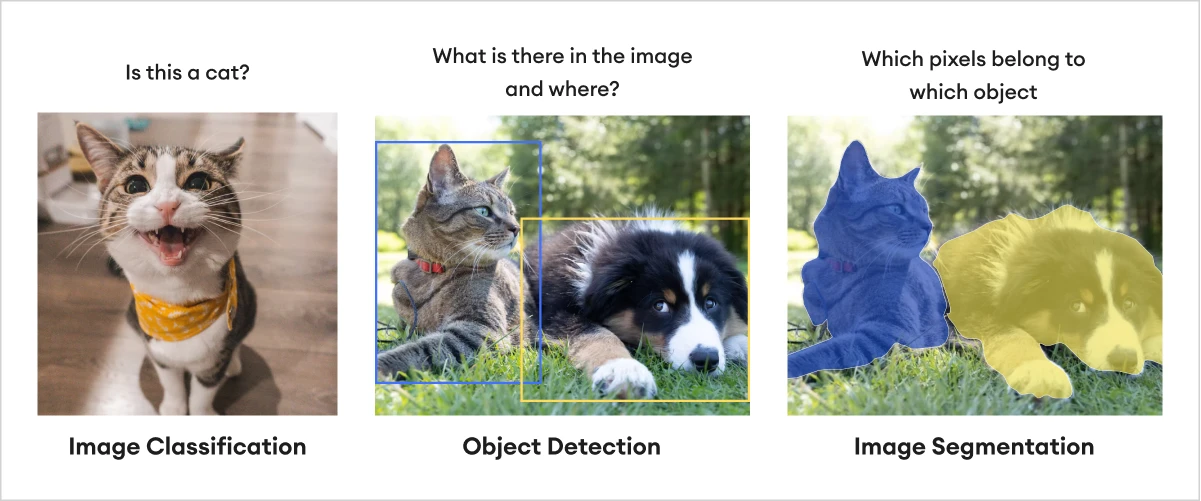 Is this a cat?
What is there in the image
and where?
Which pixels belong to
which object
Image Classification
Object Detection
Image Segmentation